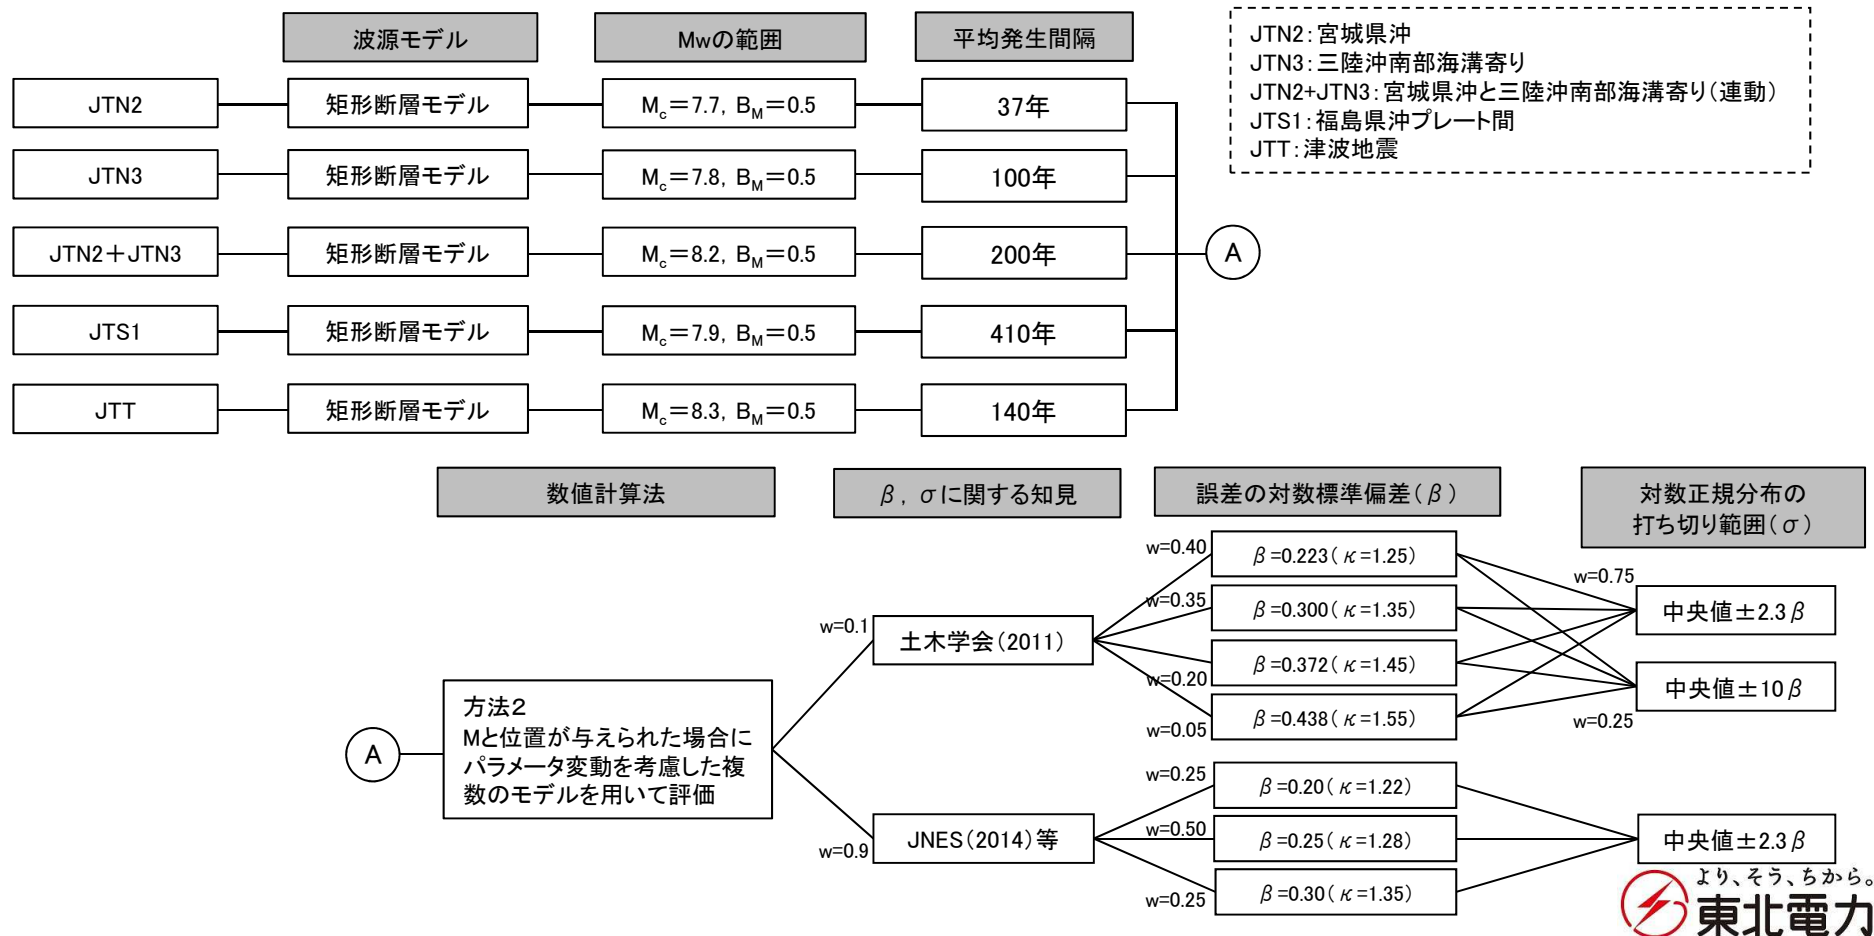 波源モデル
Mwの範囲
平均発生間隔
JTN2:宮城県沖
JTN3:三陸沖南部海溝寄り
JTN2+JTN3:宮城県沖と三陸沖南部海溝寄り(連動)
JTS1:福島県沖プレート間
JTT:津波地震
JTN2
矩形断層モデル
Mc=7.7, BM=0.5
37年
JTN3
矩形断層モデル
Mc=7.8, BM=0.5
100年
JTN2+JTN3
矩形断層モデル
Mc=8.2, BM=0.5
200年
A
JTS1
矩形断層モデル
Mc=7.9, BM=0.5
410年
JTT
矩形断層モデル
Mc=8.3, BM=0.5
140年
数値計算法
β, σに関する知見
誤差の対数標準偏差(β)
対数正規分布の
打ち切り範囲(σ)
A
方法2
Mと位置が与えられた場合に
パラメータ変動を考慮した複
数のモデルを用いて評価
w=0.1
土木学会(2011)
w=0.40
β=0.223(κ=1.25)
w=0.35
β=0.300(κ=1.35)
w=0.20
β=0.372(κ=1.45)
w=0.05
β=0.438(κ=1.55)
w=0.75
中央値±2.3β
中央値±10β
w=0.25
w=0.9
JNES(2014)等
w=0.25
β=0.20(κ=1.22)
w=0.50
β=0.25(κ=1.28)
w=0.25
β=0.30(κ=1.35)
中央値±2.3β
より、そう、ちから。
東北電力